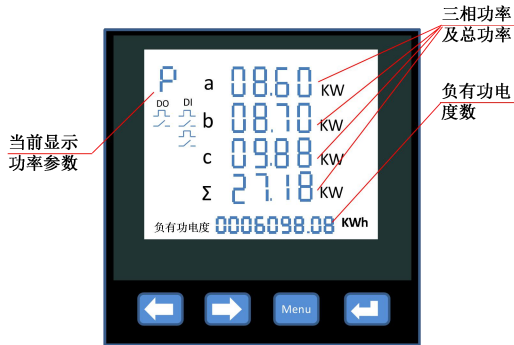 三相功率
及总功率
P
a 08.60 KW
DO DI
b 08.70 KW
c 09.88 KW
Σ 27.18 KW
负有功电度 0006098.08 KWh
负有功电
度数
当前显示
功率参数
Menu